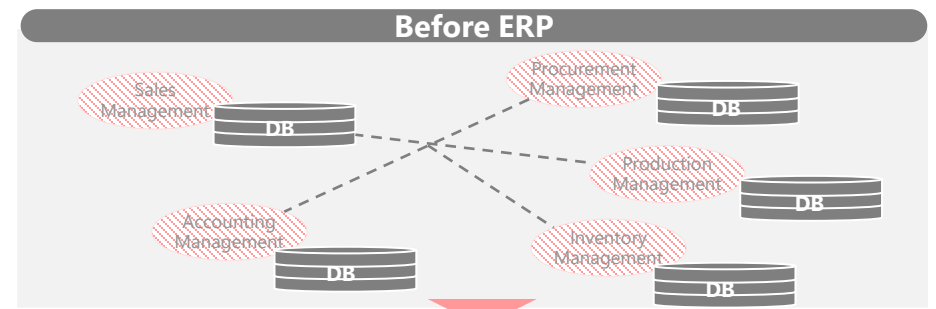 Before ERP
Sales
Management
DB
Procurement
Management
DB
Production
Management
DB
Accounting
Management
DB
Inventory
Management
DB